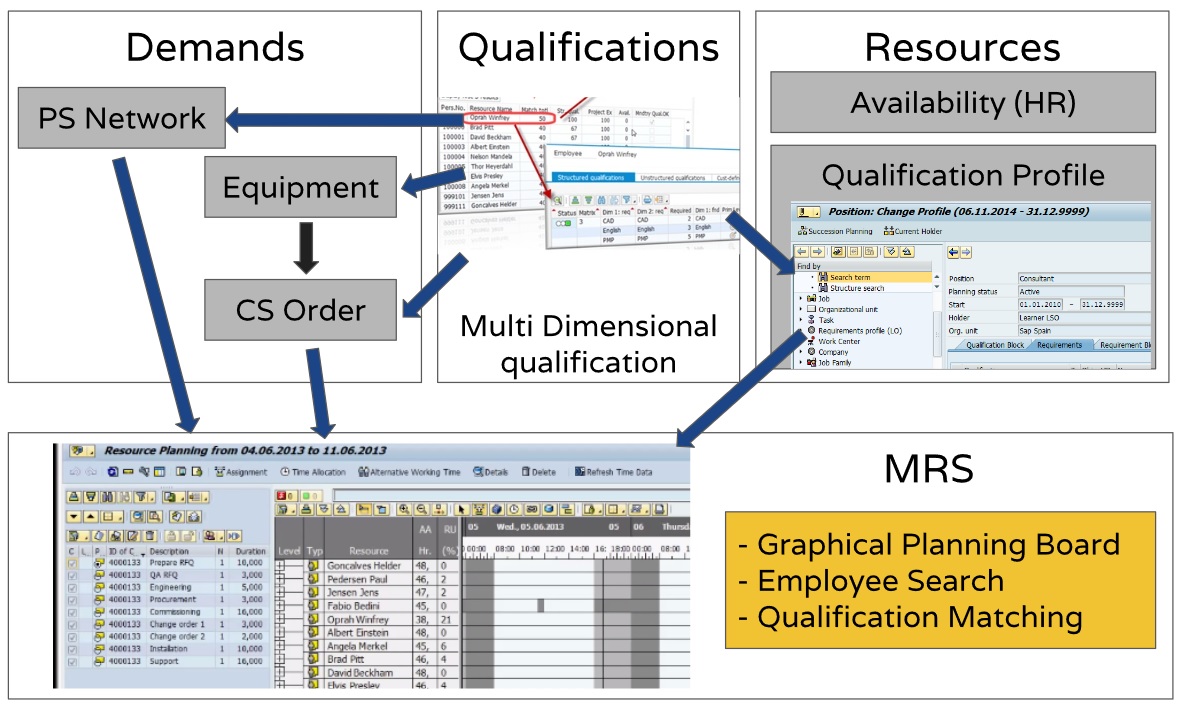 Demands
PS Network
Equipment
CS Order
Qualifications
Pers.No. Resource Name Project Ex Avail.
Oprah Winfrey 50 100 100 0
Brad Pitt 40 67 100 0
100001 David Beckham 40 67 100 0
100003 Albert Einstein
100004 Nelson Mandela
Thor Heyerdahl
Elvis Presley
100008 Angela Merkel
999101 Jensen Jens
999111 Goncalves Helder
Employee Oprah Winfrey
Structured qualifications Unstructured qualifications
Status Matrix Dim 1: req Dim 2: req Required Dim 1: fnd
3 CAD CAD 2 CAD
English English 3 English
PMP PMP 5 PMP
Multi Dimensional
qualification
Resources
Availability (HR)
Qualification Profile
Position: Change Profile (06.11.2014 - 31.12.9999)
Succession Planning Current Holder
Find by
Search term
Structure search
Job
Organizational unit
Task
Requirements profile (LO)
Work Center
Company
Job Family
Position Consultant
Planning status Active
Start 01.01.2010 - 31.12.9999
Holder Learner LSO
Org. unit Sap Spain
Qualification Block Requirements Requirement Bl
Resource Planning from 04.06.2013 to 11.06.2013
Assignment Time Allocation Alternative Working Time Details Delete Refresh Time Data
C L. P. ID of C Description N Duration
4000133 Prepare RFQ 1 10,000
4000133 QA RFQ 1 3,000
4000133 Engineering 1 5,000
4000133 Procurement 1 3,000
4000133 Commissioning 1 16,000
4000133 Change order 1 1 3,000
4000133 Change order 2 1 2,000
4000133 Installation 1 10,000
4000133 Support 1 16,000
AA RU 05 Wed., 05.06.2013 05 06 Thursd
Level Typ Resource Hr. (%) 00:00 08:00 10:00 12:00 14:00 16: 18:00 00:00 08:00 1
Goncalves Helder 48, 0
Pedersen Paul 46, 2
Jensen Jens 47, 2
Fabio Bedini 45, 0
Oprah Winfrey 38, 21
Albert Einstein 48, 0
Angela Merkel 45, 6
Brad Pitt 46, 4
David Beckham 48, 0
Elvis Presley 46, 4
MRS
- Graphical Planning Board
- Employee Search
- Qualification Matching